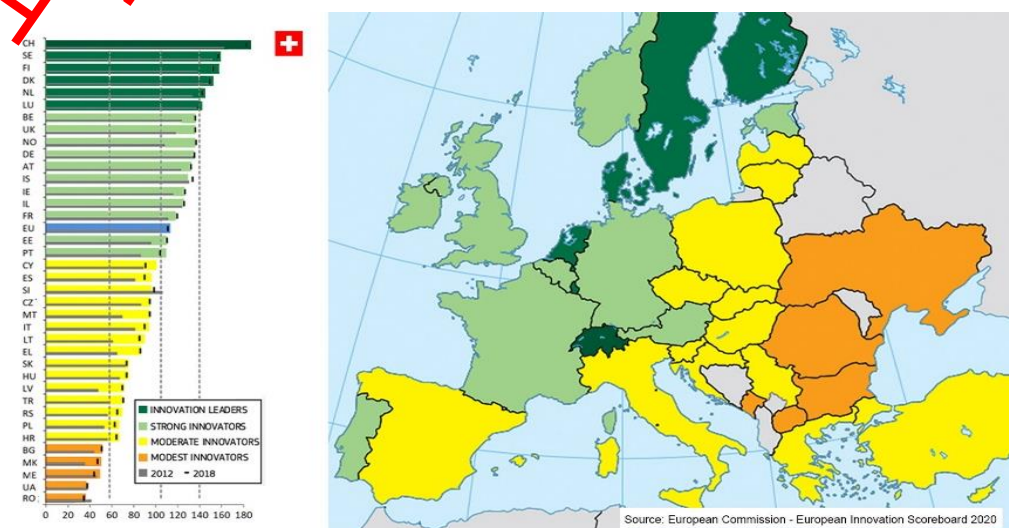 CH
SE
FI
DK
NL
LU
BE
UK
NO
DE
AT
IS
IE
IL
FR
EU
EE
PT
CY
ES
SI
CZ
MT
IT
LT
EL
SK
HU
LV
TR
RS
PL
HR
BG
MK
ME
UA
RO
0 20 40 60 80 100 120 140 160 180
INNOVATION LEADERS
STRONG INNOVATORS
MODERATE INNOVATORS
MODEST INNOVATORS
2012 - 2018
Source: European Commission - European Innovation Scoreboard 2020